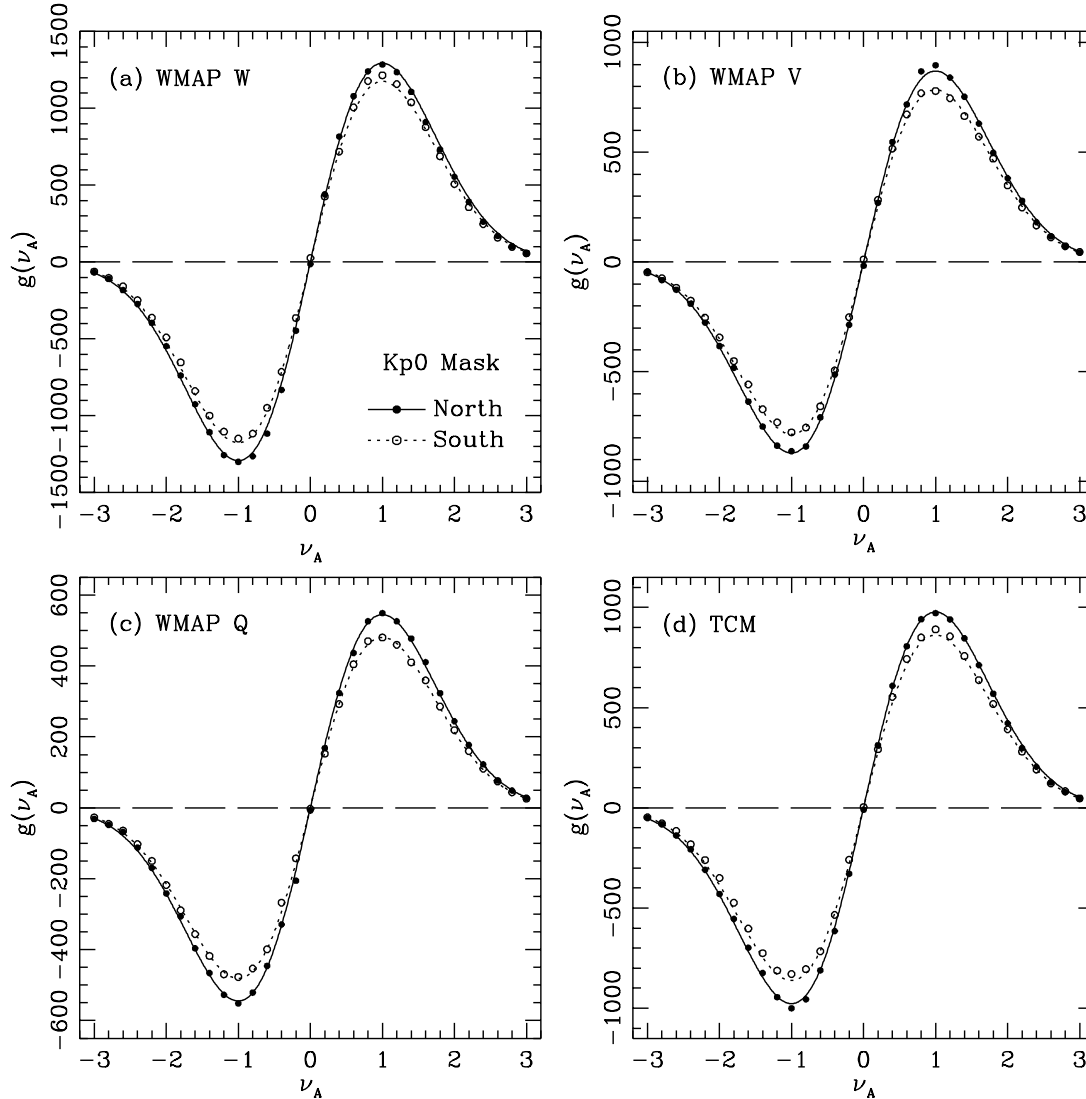 (a) WMAP W
1500
1000
500
0
−500
−1000
−1500
g(ν_A)
Kp0 Mask
North
South
−3 −2 −1 0 1 2 3
ν_A
(b) WMAP V
1000
500
0
−500
−1000
g(ν_A)
−3 −2 −1 0 1 2 3
ν_A
(c) WMAP Q
600
400
200
0
−200
−400
−600
g(ν_A)
−3 −2 −1 0 1 2 3
ν_A
(d) TCM
1000
500
0
−500
−1000
g(ν_A)
−3 −2 −1 0 1 2 3
ν_A